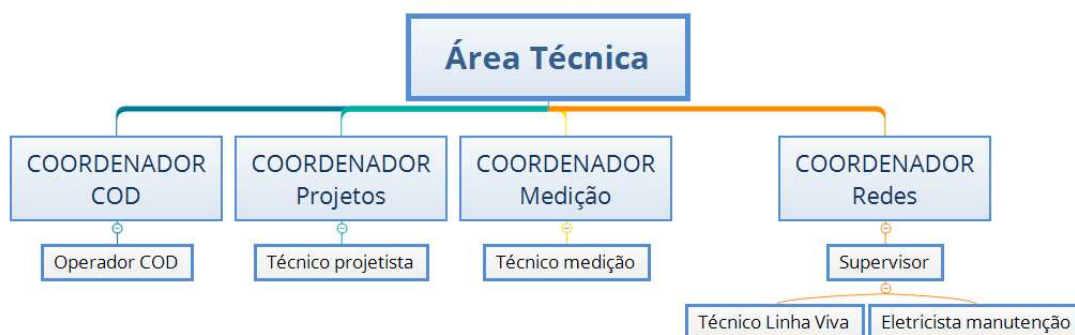 Área Técnica
COORDENADOR
COD
COORDENADOR
Projetos
COORDENADOR
Medição
COORDENADOR
Redes
Operador COD
Técnico projetista
Técnico medição
Supervisor
Técnico Linha Viva
Eletricista manutenção